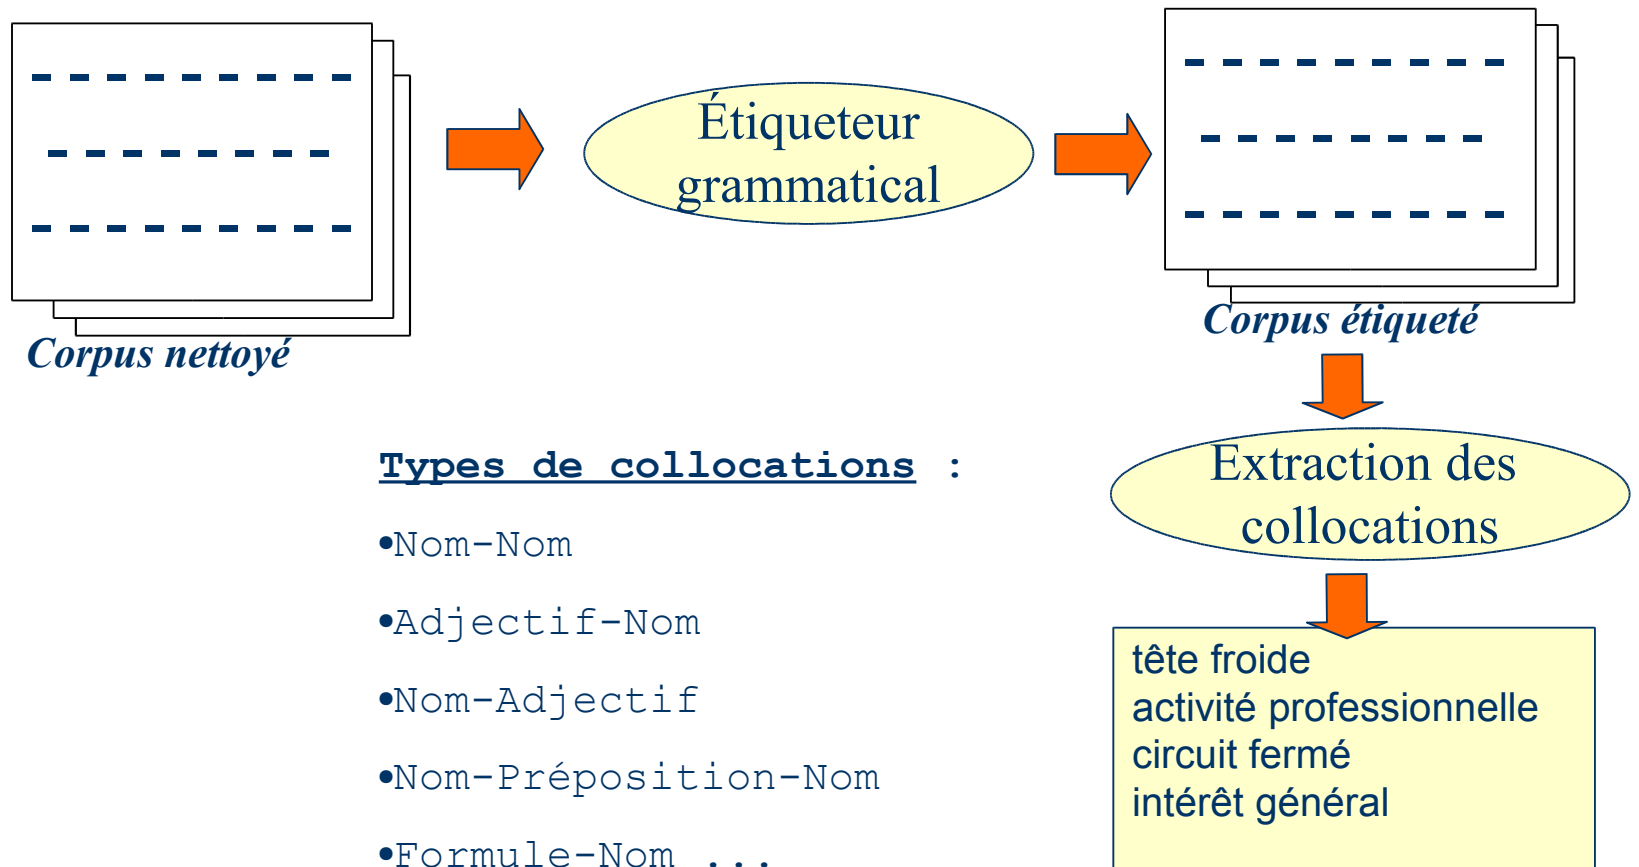 Étiqueteur
grammatical
Corpus nettoyé
Corpus étiqueté
Types de collocations :
•Nom-Nom
•Adjectif-Nom
•Nom-Adjectif
•Nom-Préposition-Nom
•Formule-Nom ...
Extraction des
collocations
tête froide
activité professionnelle
circuit fermé
intérêt général